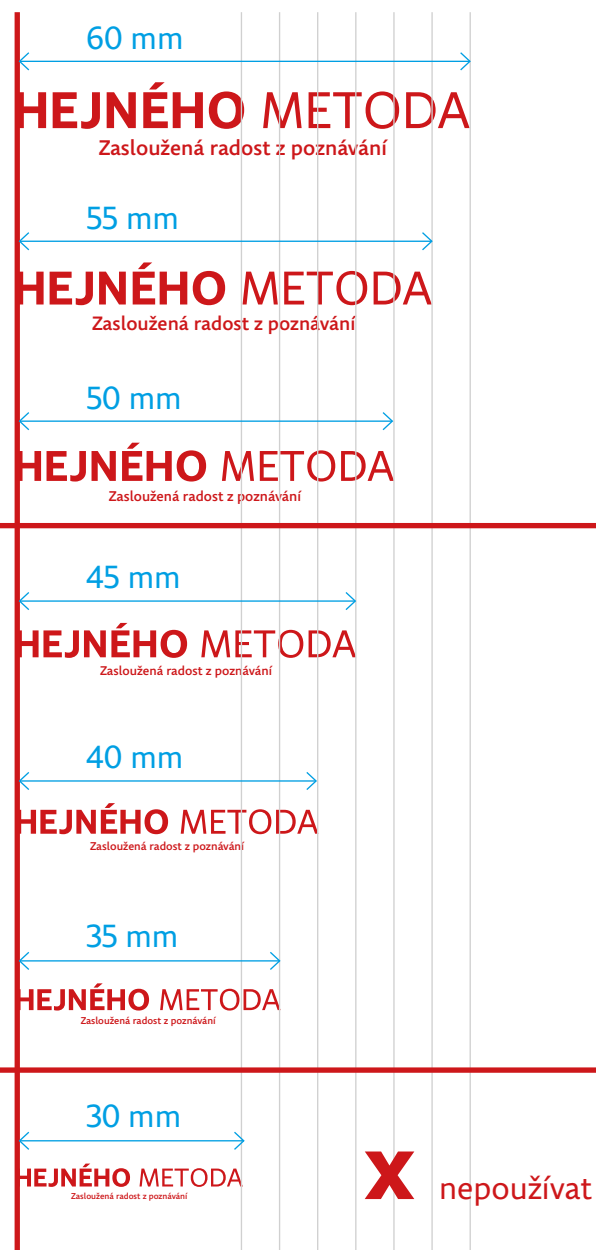 60 mm
HEJNÉHO METODA
Zasloužená radost z poznávání
55 mm
HEJNÉHO METODA
Zasloužená radost z poznávání
50 mm
HEJNÉHO METODA
Zasloužená radost z poznávání
45 mm
HEJNÉHO METODA
Zasloužená radost z poznávání
40 mm
HEJNÉHO METODA
Zasloužená radost z poznávání
35 mm
HEJNÉHO METODA
Zasloužená radost z poznávání
30 mm
HEJNÉHO METODA
Zasloužená radost z poznávání
X nepoužívat